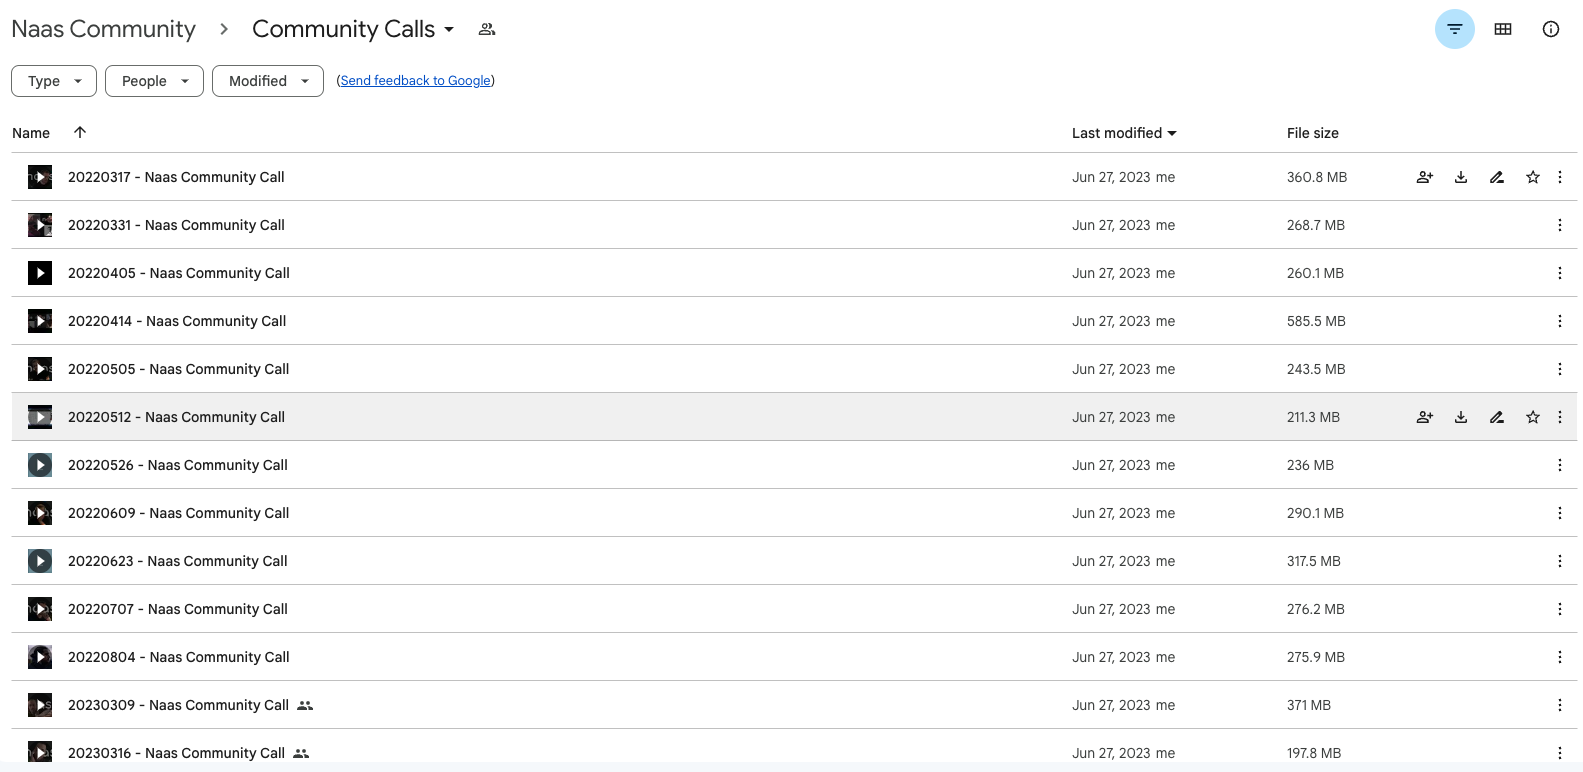 Naas Community > Community Calls
Type People Modified (Send feedback to Google)
Name Last modified File size
20220317 - Naas Community Call Jun 27, 2023 me 360.8 MB
20220331 - Naas Community Call Jun 27, 2023 me 268.7 MB
20220405 - Naas Community Call Jun 27, 2023 me 260.1 MB
20220414 - Naas Community Call Jun 27, 2023 me 585.5 MB
20220505 - Naas Community Call Jun 27, 2023 me 243.5 MB
20220512 - Naas Community Call Jun 27, 2023 me 211.3 MB
20220526 - Naas Community Call Jun 27, 2023 me 236 MB
20220609 - Naas Community Call Jun 27, 2023 me 290.1 MB
20220623 - Naas Community Call Jun 27, 2023 me 317.5 MB
20220707 - Naas Community Call Jun 27, 2023 me 276.2 MB
20220804 - Naas Community Call Jun 27, 2023 me 275.9 MB
20230309 - Naas Community Call Jun 27, 2023 me 371 MB
20230316 - Naas Community Call Jun 27, 2023 me 197.8 MB